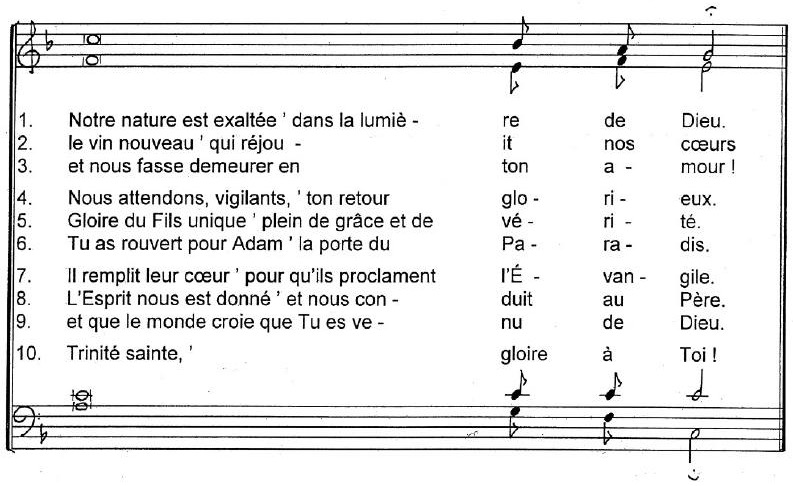 1. Notre nature est exaltée ’ dans la lumiè - re de Dieu.
2. le vin nouveau ’ qui réjou - it nos cœurs
3. et nous fasse demeurer en ton a - mour !
4. Nous attendons, vigilants, ’ ton retour glo - ri - eux.
5. Gloire du Fils unique ’ plein de grâce et de vé - ri - té.
6. Tu as rouvert pour Adam ’ la porte du Pa - ra - dis.
7. Il remplit leur cœur ’ pour qu'ils proclament l'É - van - gile.
8. L'Esprit nous est donné ’ et nous con - duit au Père.
9. et que le monde croie que Tu es ve - nu de Dieu.
10. Trinité sainte, ’ gloire à Toi !